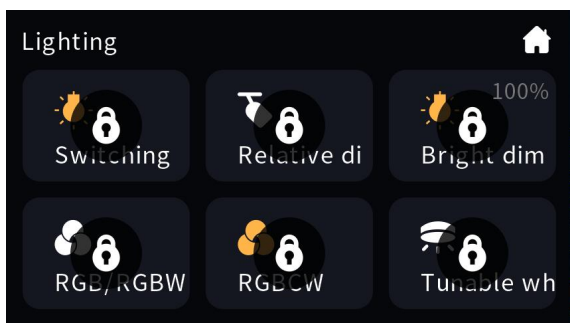 Lighting
100%
Switching
Relative di
Bright dim
RGB/RGBW
RGBCW
Tunable wh